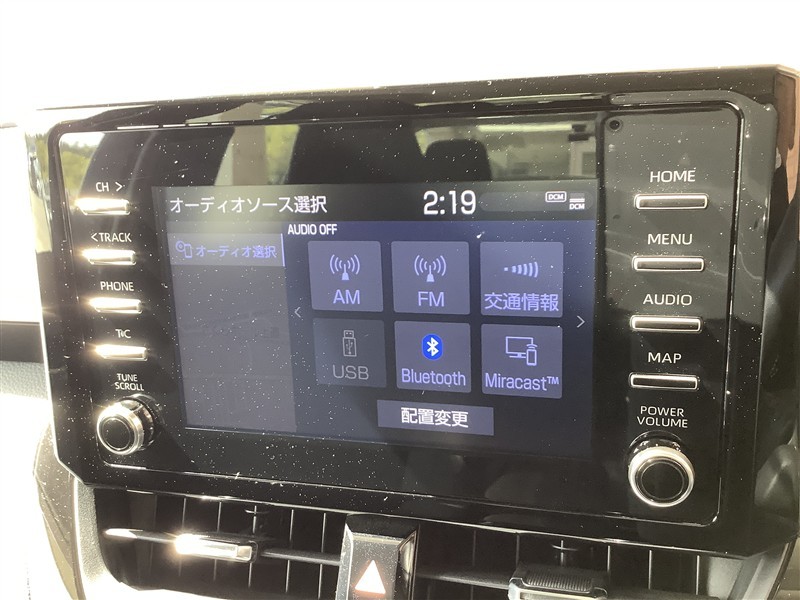 CH >
< TRACK
PHONE
T:C
TUNE
SCROLL
オーディオソース選択 2:19 DCM
DCM
AUDIO OFF
オーディオ選択
AM FM 交通情報
USB Bluetooth Miracast™
配置変更
HOME
MENU
AUDIO
MAP
POWER
VOLUME